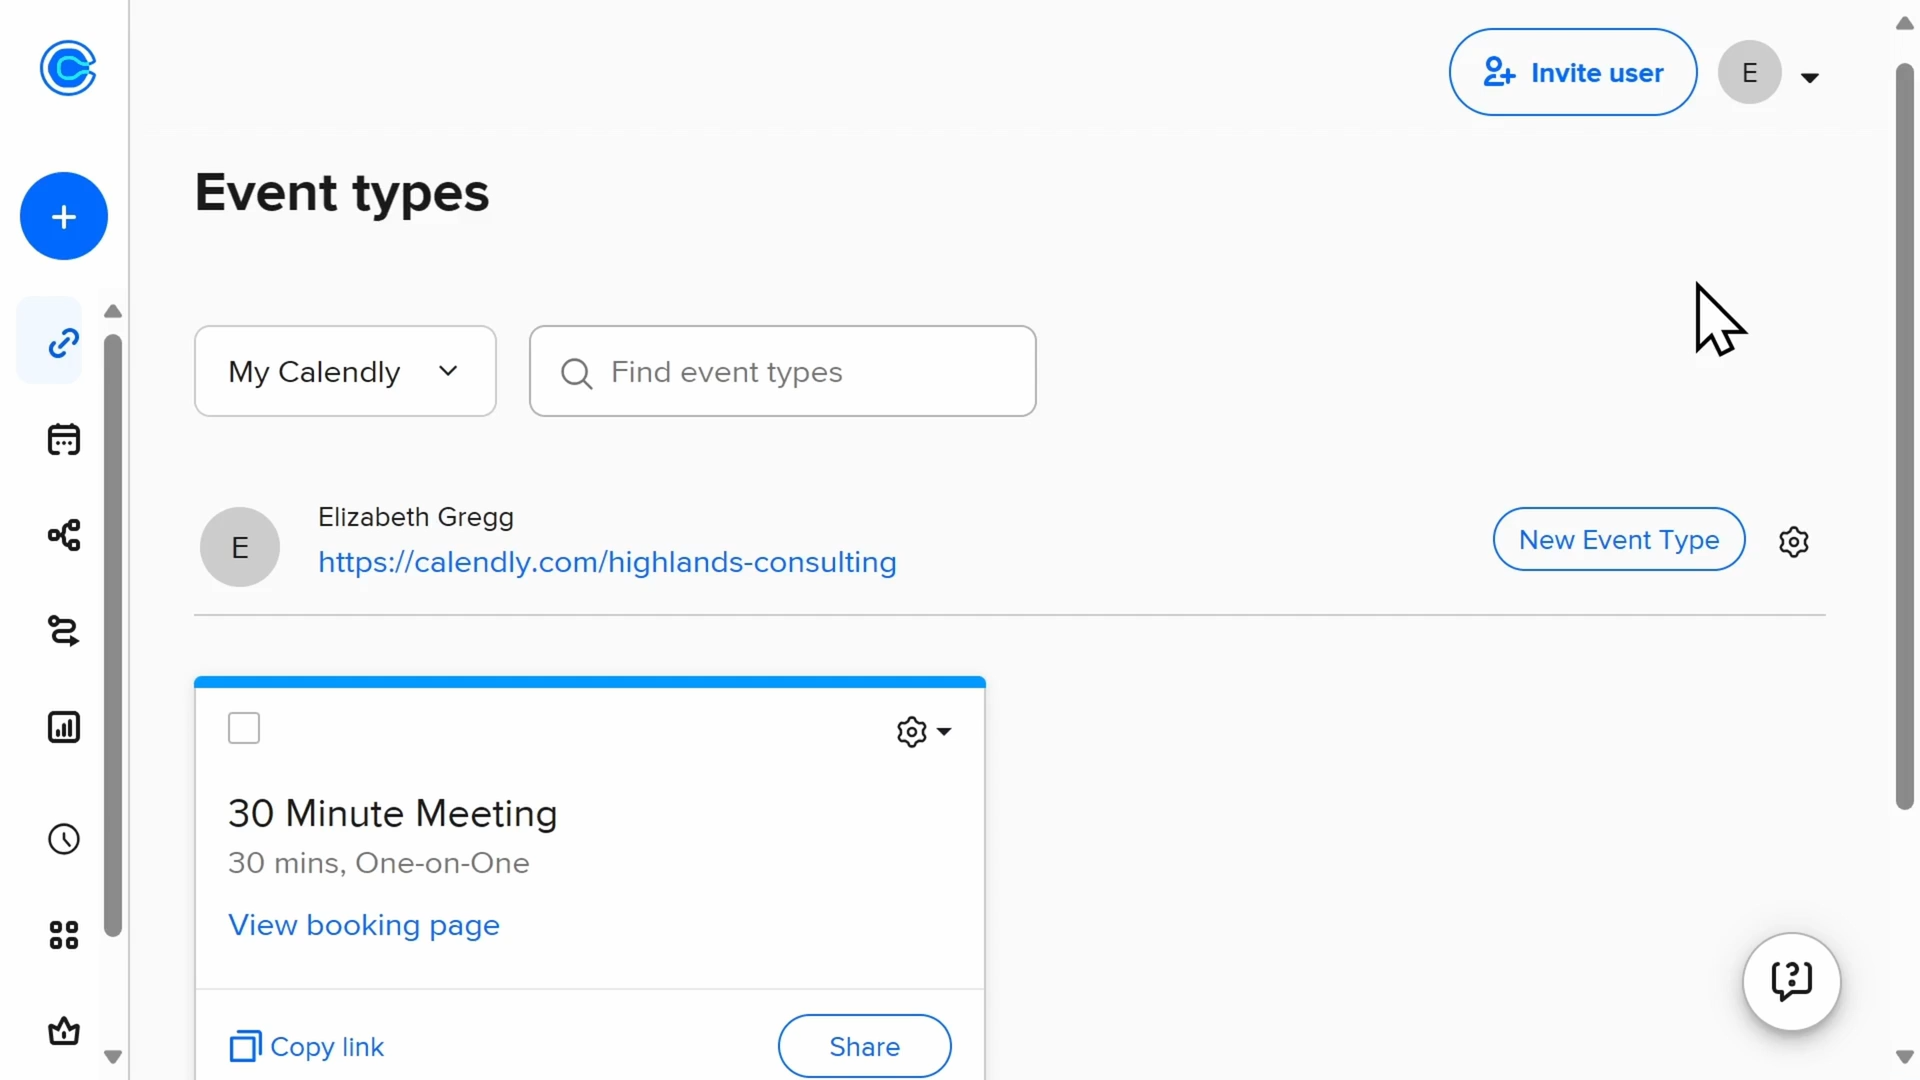 Invite user
E
Event types
My Calendly
Find event types
E
Elizabeth Gregg
https://calendly.com/highlands-consulting
New Event Type
30 Minute Meeting
30 mins, One-on-One
View booking page
Copy link
Share